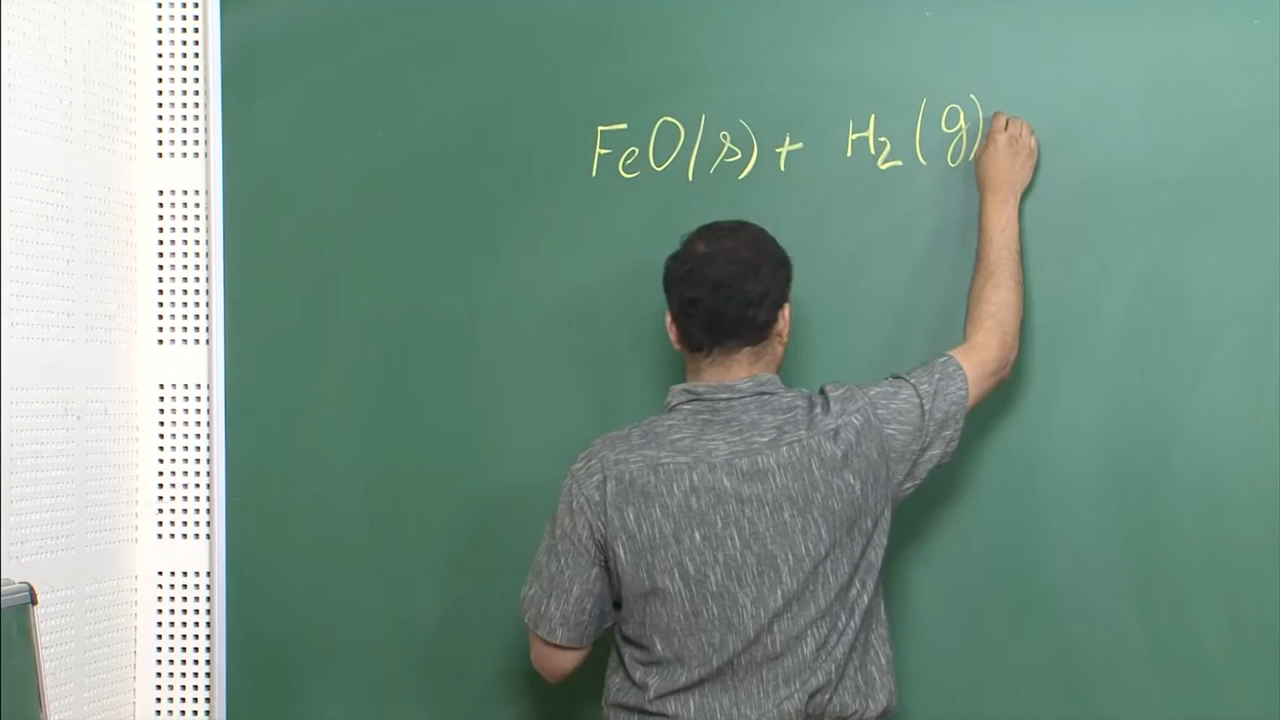 FeO(s) + H₂(g)